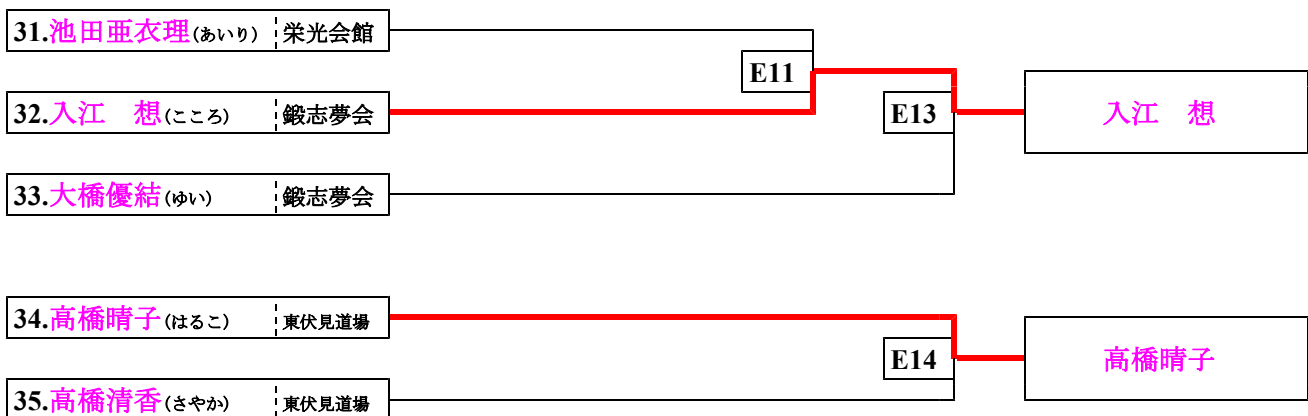 31.池田亜衣理(あいり) 栄光会館
E11
32.入江　想(こころ) 鍛志夢会
E13
入江　想
33.大橋優結(ゆい) 鍛志夢会
34.高橋晴子(はるこ) 東伏見道場
E14
高橋晴子
35.高橋清香(さやか) 東伏見道場